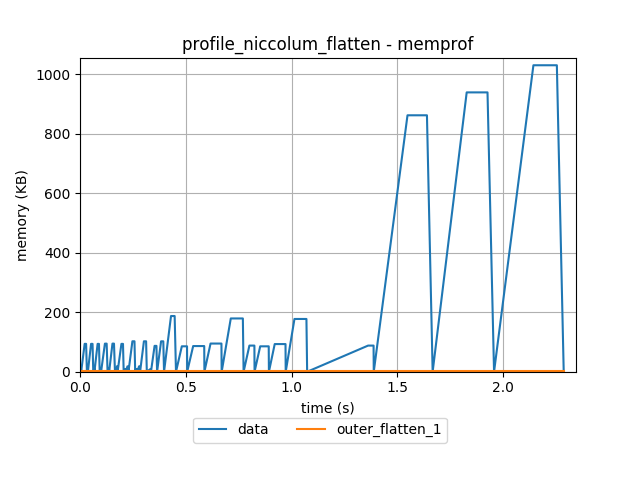 profile_niccolum_flatten - memprof
1000
800
600
400
200
0
memory (KB)
0.0 0.5 1.0 1.5 2.0
time (s)
data outer_flatten_1